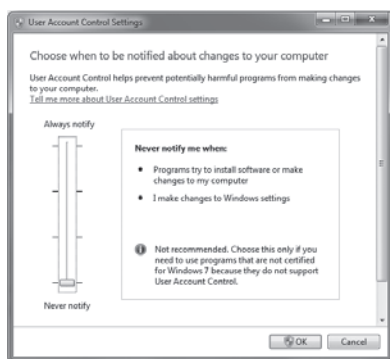 User Account Control Settings
Choose when to be notified about changes to your computer
User Account Control helps prevent potentially harmful programs from making changes
to your computer.
Tell me more about User Account Control settings
Always notify
Never notify me when:
• Programs try to install software or make
changes to my computer
• I make changes to Windows settings
Not recommended. Choose this only if you
need to use programs that are not certified
for Windows 7 because they do not support
User Account Control.
Never notify
OK
Cancel